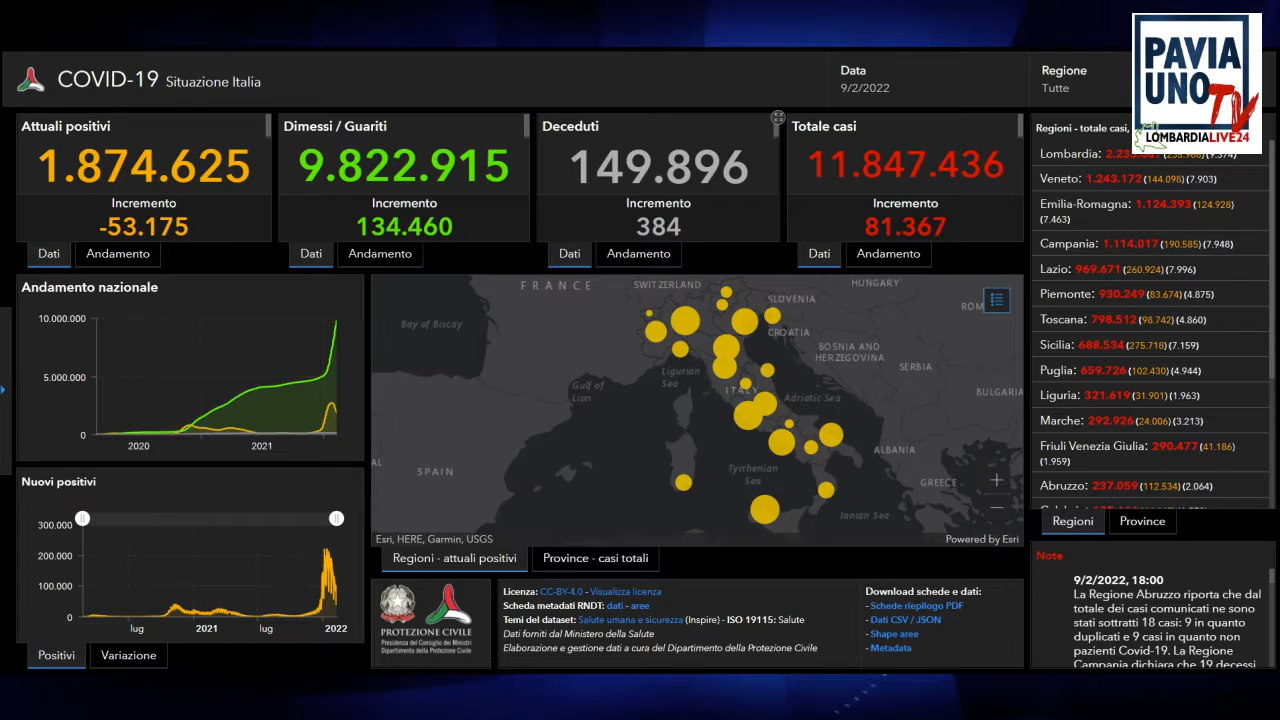 PAVIA
UNO TV
LOMBARDIALIVE24
COVID-19 Situazione Italia
Data
9/2/2022
Regione
Tutte
Attuali positivi
1.874.625
Incremento
-53.175
Dati
Andamento
Dimessi / Guariti
9.822.915
Incremento
134.460
Dati
Andamento
Deceduti
149.896
Incremento
384
Dati
Andamento
Totale casi
11.847.436
Incremento
81.367
Dati
Andamento
Regioni - totale casi,
Lombardia:
Veneto: 1.243.172 (144.098) (7.903)
Emilia-Romagna: 1.124.393 (124.928)
(7.463)
Campania: 1.114.017 (190.585) (7.948)
Lazio: 969.671 (260.924) (7.996)
Piemonte: 930.249 (83.674) (4.875)
Toscana: 798.512 (98.742) (4.860)
Sicilia: 688.534 (275.718) (7.159)
Puglia: 659.726 (102.430) (4.944)
Liguria: 321.619 (31.901) (1.963)
Marche: 292.926 (24.006) (3.213)
Friuli Venezia Giulia: 290.477 (41.186)
(1.959)
Abruzzo: 237.059 (112.534) (2.064)
Regioni
Province
Andamento nazionale
10.000.000
5.000.000
0
2020
2021
Nuovi positivi
300.000
200.000
100.000
0
lug
2021
lug
2022
Positivi
Variazione
FRANCE
SWITZERLAND
HUNGARY
SLOVENIA
ROM
CROATIA
Bay of Biscay
BOSNIA AND
HERZEGOVINA
SERBIA
Ligurian
Sea
Gulf of
Lion
ITALY
Adriatic Sea
BULGARIA
ALBANIA
AL
SPAIN
Tyrrhenian
Sea
GREECE
Ionian Sea
Esri, HERE, Garmin, USGS
Powered by Esri
Regioni - attuali positivi
Province - casi totali
PROTEZIONE CIVILE
Presidenza del Consiglio dei Ministri
Dipartimento della Protezione Civile
Licenza: CC-BY-4.0 - Visualizza licenza
Scheda metadati RNDT: dati - aree
Temi del dataset: Salute umana e sicurezza (Inspire) - ISO 19115: Salute
Dati forniti dal Ministero della Salute
Elaborazione e gestione dati a cura del Dipartimento della Protezione Civile
Download schede e dati:
- Schede riepilogo PDF
- Dati CSV / JSON
- Shape aree
- Metadata
Note
9/2/2022, 18:00
La Regione Abruzzo riporta che dal
totale dei casi comunicati ne sono
stati sottratti 18 casi: 9 in quanto
duplicati e 9 casi in quanto non
pazienti Covid-19. La Regione
Campania dichiara che 19 decessi